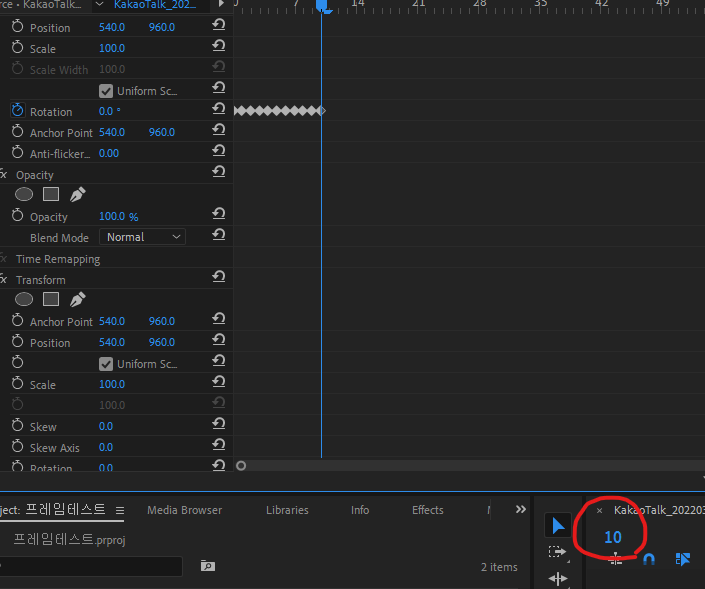 rce • KakaoTalk... KakaoTalk_202...
0 7 14 21 28 35 42 49
Position 540.0 960.0
Scale 100.0
Scale Width 100.0
Uniform Sc...
Rotation 0.0 °
Anchor Point 540.0 960.0
Anti-flicker... 0.00
fx Opacity
Opacity 100.0 %
Blend Mode Normal
fx Time Remapping
fx Transform
Anchor Point 540.0 960.0
Position 540.0 960.0
Uniform Sc...
Scale 100.0
100.0
Skew 0.0
Skew Axis 0.0
Rotation 0.0
ject: 프레임테스트 Media Browser Libraries Info Effects
프레임테스트.prproj
2 items
× KakaoTalk_202203
10